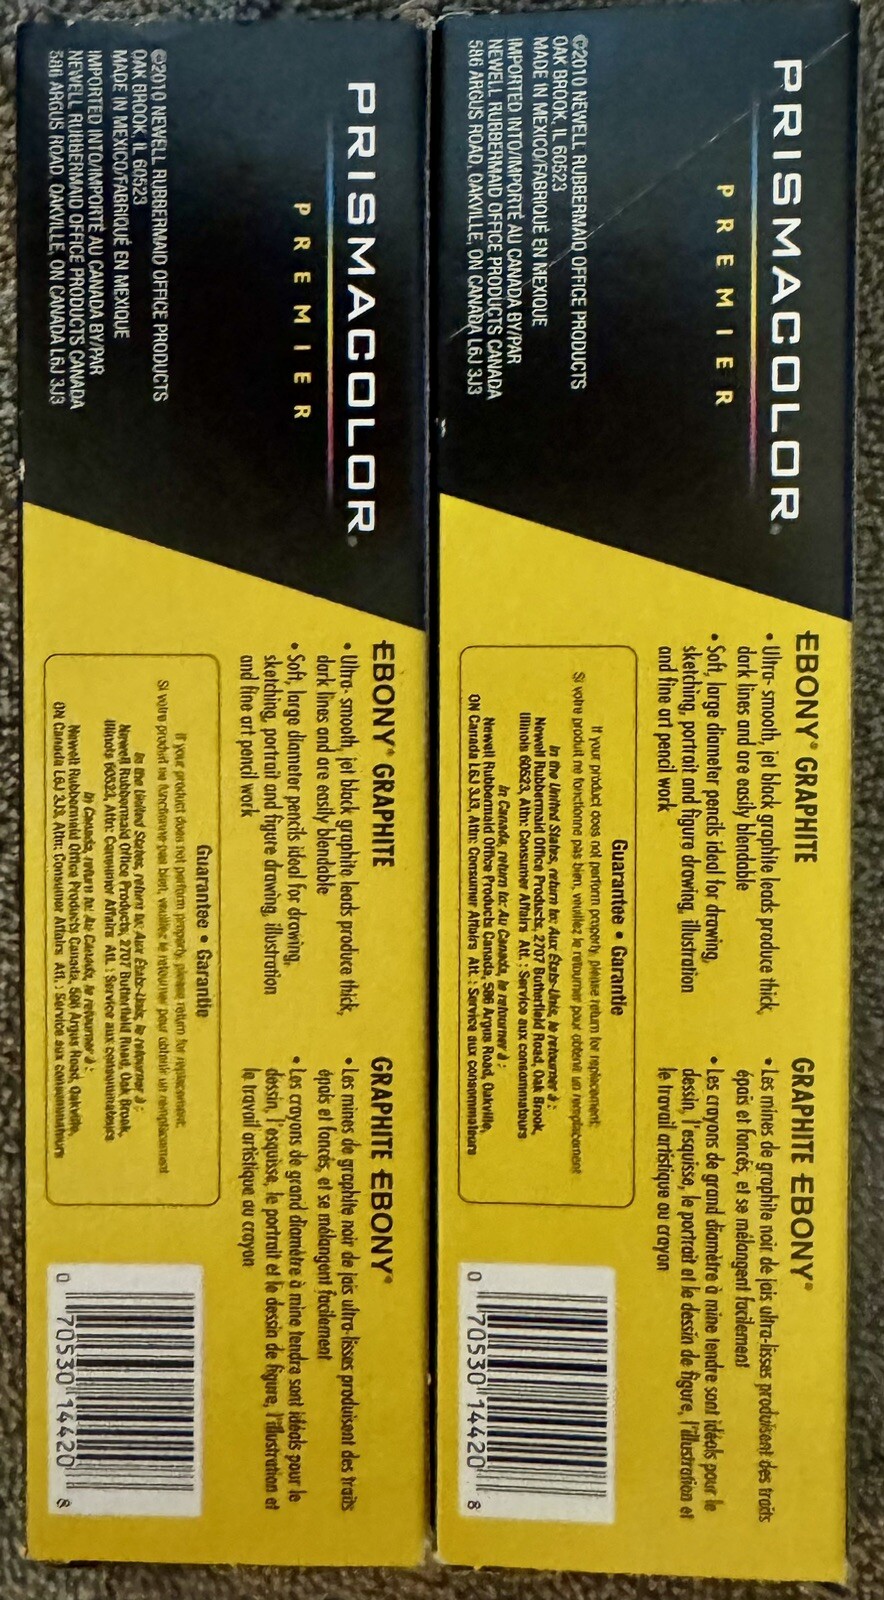 PRISMACOLOR®
PREMIER
©2010 NEWELL RUBBERMAID OFFICE PRODUCTS
OAK BROOK, IL 60523
MADE IN MEXICO/FABRIQUÉ EN MEXIQUE
IMPORTED INTO/IMPORTÉ AU CANADA BY/PAR
NEWELL RUBBERMAID OFFICE PRODUCTS CANADA
586 ARGUS ROAD, OAKVILLE, ON CANADA L6J 3J3
EBONY® GRAPHITE
• Ultra- smooth, jet black graphite leads produce thick,
dark lines and are easily blendable
• Soft, large diameter pencils ideal for drawing,
sketching, portrait and figure drawing, illustration
and fine art pencil work
Guarantee • Garantie
If your product does not perform properly, please return for replacement.
Si votre produit ne fonctionne pas bien, veuillez le retourner pour obtenir un remplacement
In the United States, return to: Aux États-Unis, le retourner à :
Newell Rubbermaid Office Products, 2707 Butterfield Road, Oak Brook,
Illinois 60523, Attn: Consumer Affairs Att. : Service aux consommateurs
In Canada, return to: Au Canada, le retourner à :
Newell Rubbermaid Office Products Canada, 586 Argus Road, Oakville,
ON Canada L6J 3J3, Attn: Consumer Affairs Att. : Service aux consommateurs
GRAPHITE EBONY®
• Les mines de graphite noir de jais ultra-lisses produisent des traits
épais et foncés, et se mélangent facilement
• Les crayons de grand diamètre à mine tendre sont idéals pour le
dessin, l'esquisse, le portrait et le dessin de figure, l'illustration et
le travail artistique au crayon
0 70530 14420 8
PRISMACOLOR®
PREMIER
©2010 NEWELL RUBBERMAID OFFICE PRODUCTS
OAK BROOK, IL 60523
MADE IN MEXICO/FABRIQUÉ EN MEXIQUE
IMPORTED INTO/IMPORTÉ AU CANADA BY/PAR
NEWELL RUBBERMAID OFFICE PRODUCTS CANADA
586 ARGUS ROAD, OAKVILLE, ON CANADA L6J 3J3
EBONY® GRAPHITE
• Ultra- smooth, jet black graphite leads produce thick,
dark lines and are easily blendable
• Soft, large diameter pencils ideal for drawing,
sketching, portrait and figure drawing, illustration
and fine art pencil work
Guarantee • Garantie
If your product does not perform properly, please return for replacement.
Si votre produit ne fonctionne pas bien, veuillez le retourner pour obtenir un remplacement
In the United States, return to: Aux États-Unis, le retourner à :
Newell Rubbermaid Office Products, 2707 Butterfield Road, Oak Brook,
Illinois 60523, Attn: Consumer Affairs Att. : Service aux consommateurs
In Canada, return to: Au Canada, le retourner à :
Newell Rubbermaid Office Products Canada, 586 Argus Road, Oakville,
ON Canada L6J 3J3, Attn: Consumer Affairs Att. : Service aux consommateurs
GRAPHITE EBONY®
• Les mines de graphite noir de jais ultra-lisses produisent des traits
épais et foncés, et se mélangent facilement
• Les crayons de grand diamètre à mine tendre sont idéals pour le
dessin, l'esquisse, le portrait et le dessin de figure, l'illustration et
le travail artistique au crayon
0 70530 14420 8